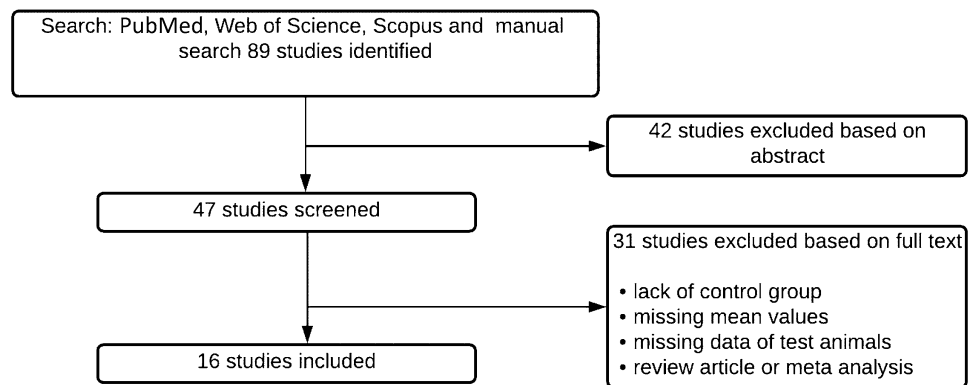 Search: PubMed, Web of Science, Scopus and manual
search 89 studies identified
42 studies excluded based on
abstract
47 studies screened
31 studies excluded based on full text
• lack of control group
• missing mean values
• missing data of test animals
• review article or meta analysis
16 studies included